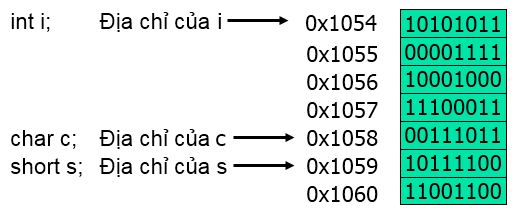 int i; Địa chỉ của i 0x1054 10101011
0x1055 00001111
0x1056 10001000
0x1057 11100011
char c; Địa chỉ của c 0x1058 00111011
short s; Địa chỉ của s 0x1059 10111100
0x1060 11001100